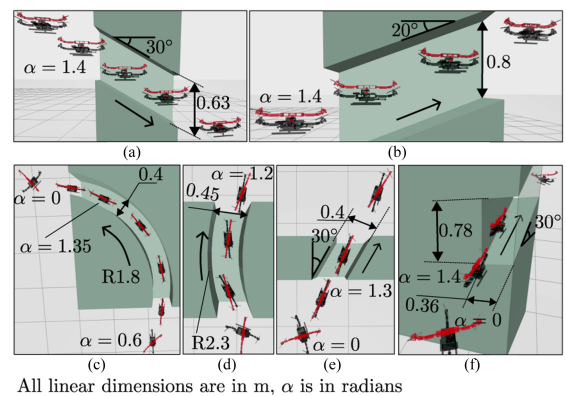 30°
α = 1.4
0.63
(a)
20°
0.8
α = 1.4
(b)
0.4
α = 0
α = 1.35
R1.8
α = 0.6
(c)
α = 1.2
0.45
R2.3
(d)
0.4
30°
α = 1.3
α = 0
(e)
0.78
30°
α = 1.4
0.36
α = 0
(f)
All linear dimensions are in m, α is in radians